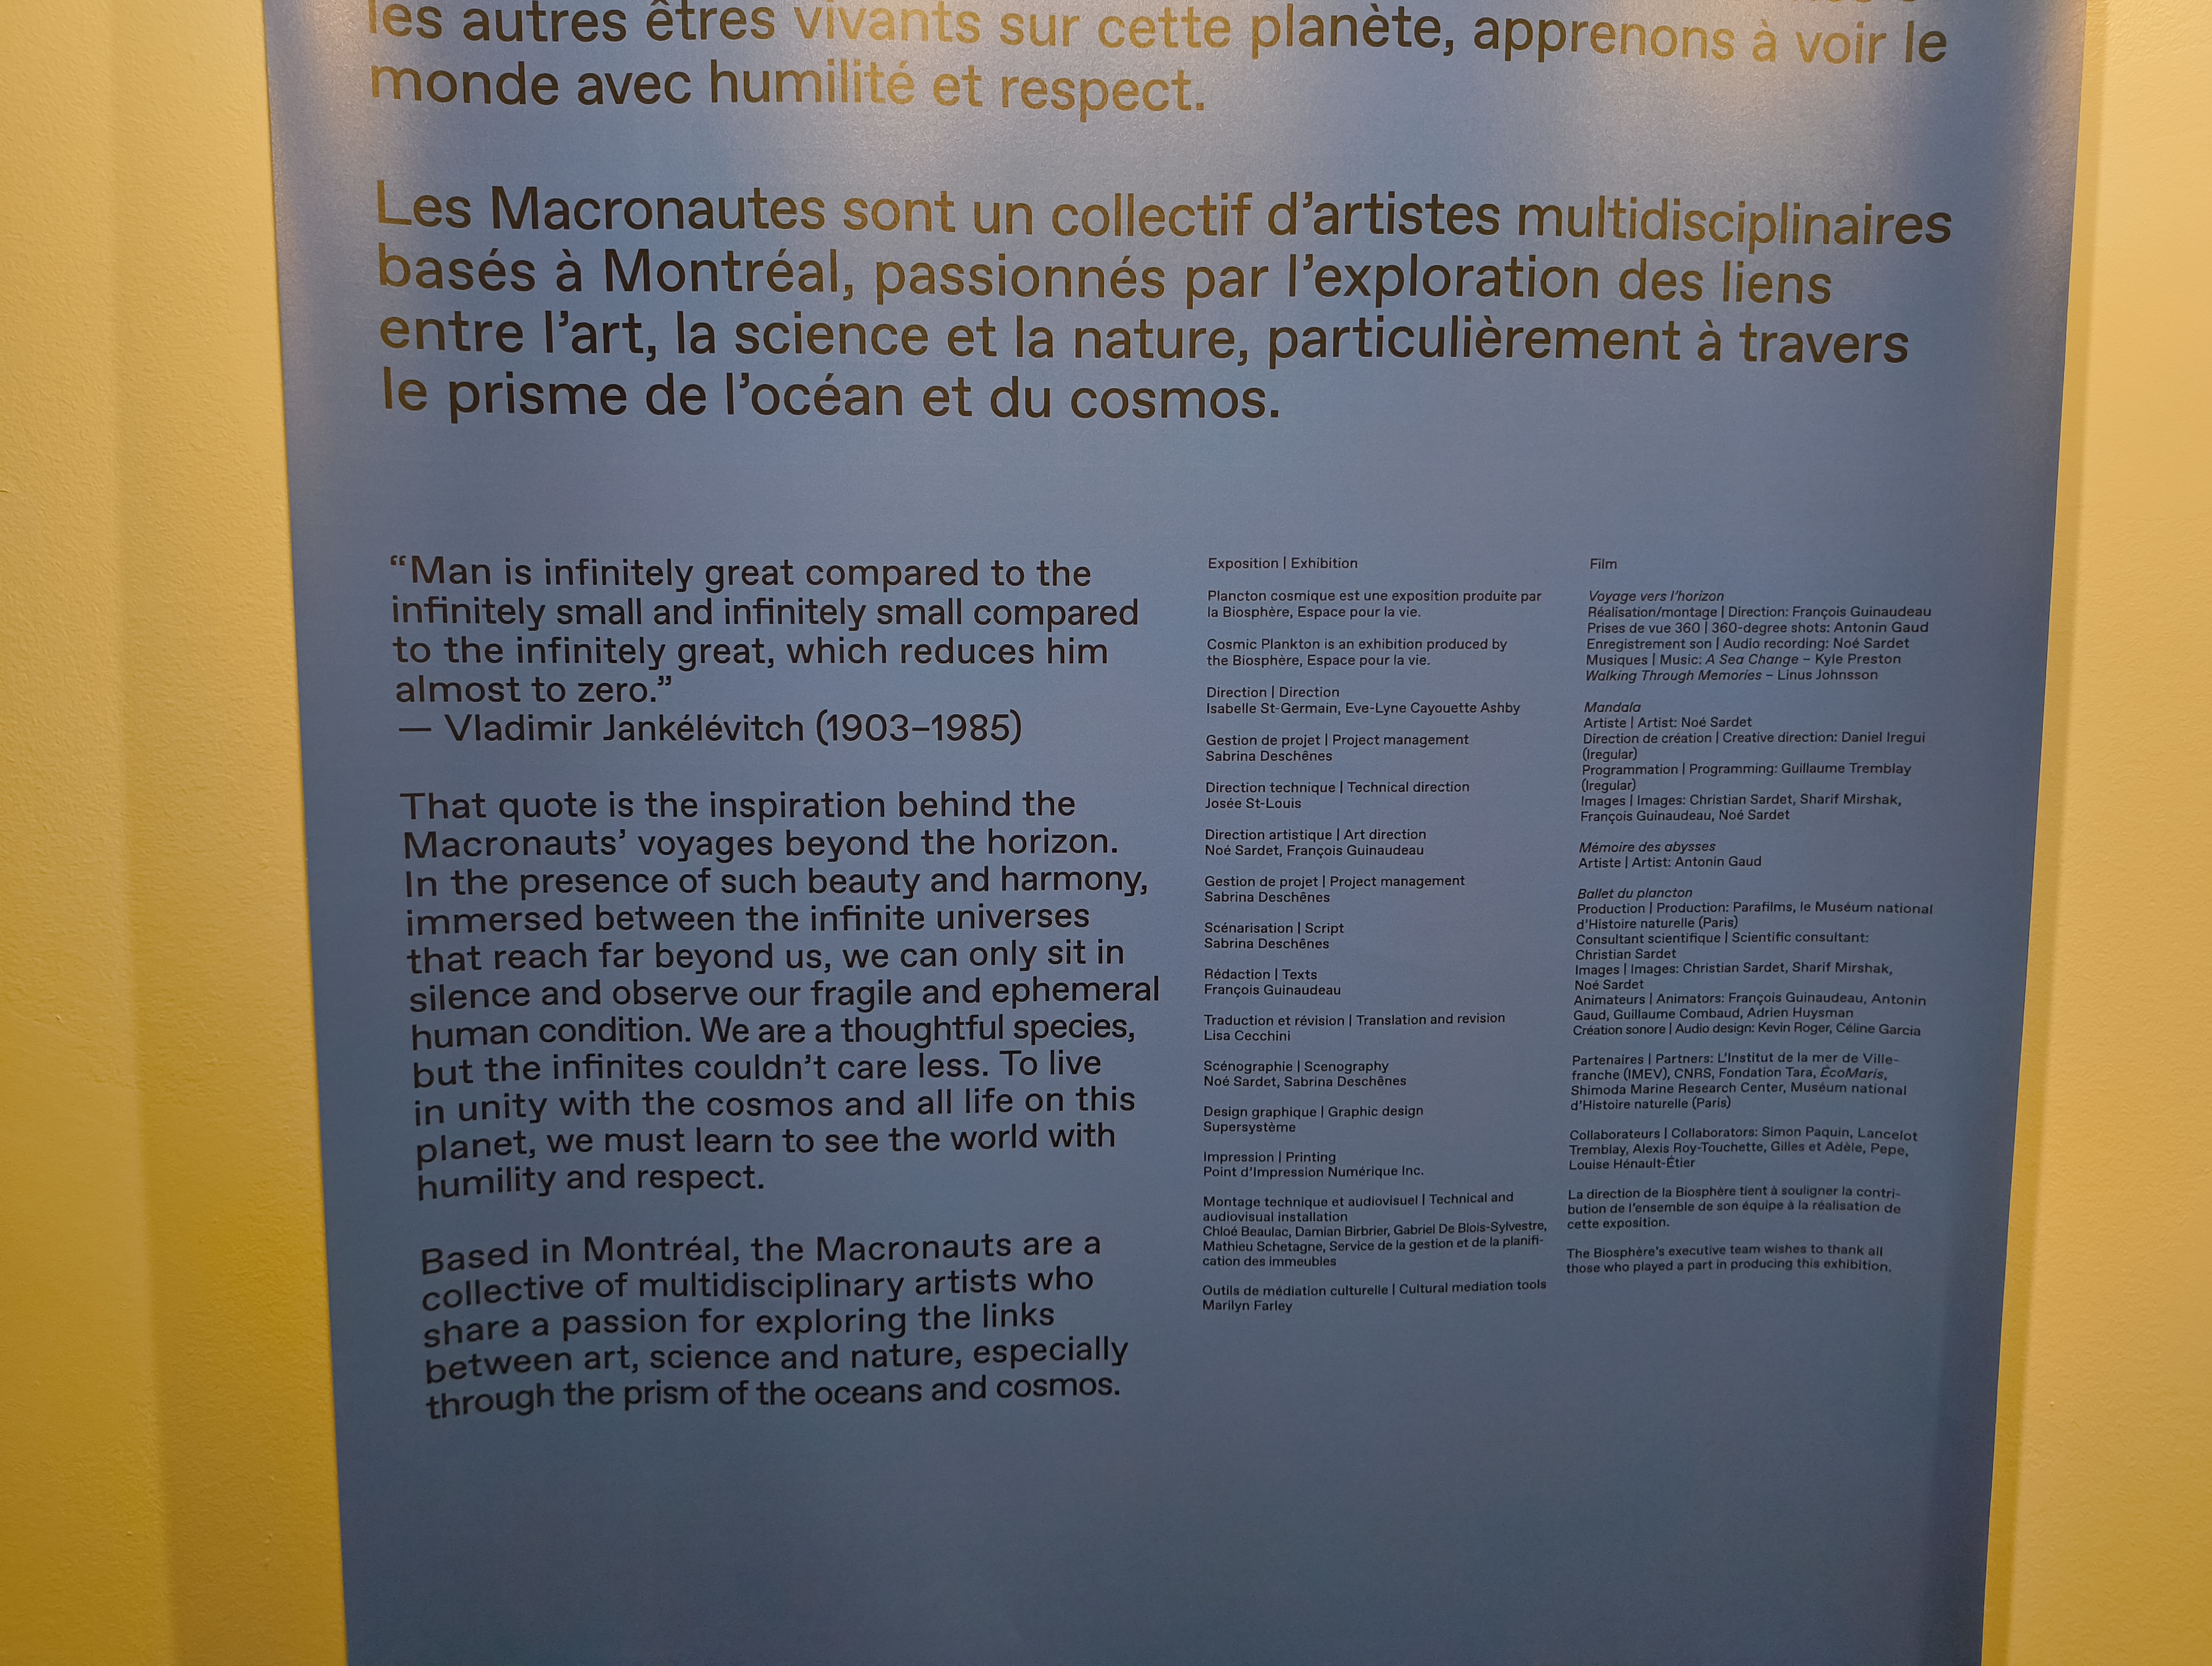 les autres êtres vivants sur cette planète, apprenons à voir le
monde avec humilité et respect.
Les Macronautes sont un collectif d’artistes multidisciplinaires
basés à Montréal, passionnés par l’exploration des liens
entre l’art, la science et la nature, particulièrement à travers
le prisme de l’océan et du cosmos.
“Man is infinitely great compared to the
infinitely small and infinitely small compared
to the infinitely great, which reduces him
almost to zero.”
— Vladimir Jankélévitch (1903–1985)
That quote is the inspiration behind the
Macronauts’ voyages beyond the horizon.
In the presence of such beauty and harmony,
immersed between the infinite universes
that reach far beyond us, we can only sit in
silence and observe our fragile and ephemeral
human condition. We are a thoughtful species,
but the infinites couldn’t care less. To live
in unity with the cosmos and all life on this
planet, we must learn to see the world with
humility and respect.
Based in Montréal, the Macronauts are a
collective of multidisciplinary artists who
share a passion for exploring the links
between art, science and nature, especially
through the prism of the oceans and cosmos.
Exposition | Exhibition
Plancton cosmique est une exposition produite par
la Biosphère, Espace pour la vie.
Cosmic Plankton is an exhibition produced by
the Biosphère, Espace pour la vie.
Direction | Direction
Isabelle St-Germain, Eve-Lyne Cayouette Ashby
Gestion de projet | Project management
Sabrina Deschênes
Direction technique | Technical direction
Josée St-Louis
Direction artistique | Art direction
Noé Sardet, François Guinaudeau
Gestion de projet | Project management
Sabrina Deschênes
Scénarisation | Script
Sabrina Deschênes
Rédaction | Texts
François Guinaudeau
Traduction et révision | Translation and revision
Lisa Cecchini
Scénographie | Scenography
Noé Sardet, Sabrina Deschênes
Design graphique | Graphic design
Supersystème
Impression | Printing
Point d’Impression Numérique Inc.
Montage technique et audiovisuel | Technical and
audiovisual installation
Chloé Beaulac, Damian Birbrier, Gabriel De Blois-Sylvestre,
Mathieu Schetagne, Service de la gestion et de la planifi-
cation des immeubles
Outils de médiation culturelle | Cultural mediation tools
Marilyn Farley
Film
Voyage vers l’horizon
Réalisation/montage | Direction: François Guinaudeau
Prises de vue 360 | 360-degree shots: Antonin Gaud
Enregistrement son | Audio recording: Noé Sardet
Musiques | Music: A Sea Change – Kyle Preston
Walking Through Memories – Linus Johnsson
Mandala
Artiste | Artist: Noé Sardet
Direction de création | Creative direction: Daniel Iregui
(Iregular)
Programmation | Programming: Guillaume Tremblay
(Iregular)
Images | Images: Christian Sardet, Sharif Mirshak,
François Guinaudeau, Noé Sardet
Mémoire des abysses
Artiste | Artist: Antonin Gaud
Ballet du plancton
Production | Production: Parafilms, le Muséum national
d’Histoire naturelle (Paris)
Consultant scientifique | Scientific consultant:
Christian Sardet
Images | Images: Christian Sardet, Sharif Mirshak,
Noé Sardet
Animateurs | Animators: François Guinaudeau, Antonin
Gaud, Guillaume Combaud, Adrien Huysman
Création sonore | Audio design: Kevin Roger, Céline Garcia
Partenaires | Partners: L’Institut de la mer de Ville-
franche (IMEV), CNRS, Fondation Tara, ÉcoMaris,
Shimoda Marine Research Center, Muséum national
d’Histoire naturelle (Paris)
Collaborateurs | Collaborators: Simon Paquin, Lancelot
Tremblay, Alexis Roy-Touchette, Gilles et Adèle, Pepe,
Louise Hénault-Étier
La direction de la Biosphère tient à souligner la contri-
bution de l’ensemble de son équipe à la réalisation de
cette exposition.
The Biosphère’s executive team wishes to thank all
those who played a part in producing this exhibition.